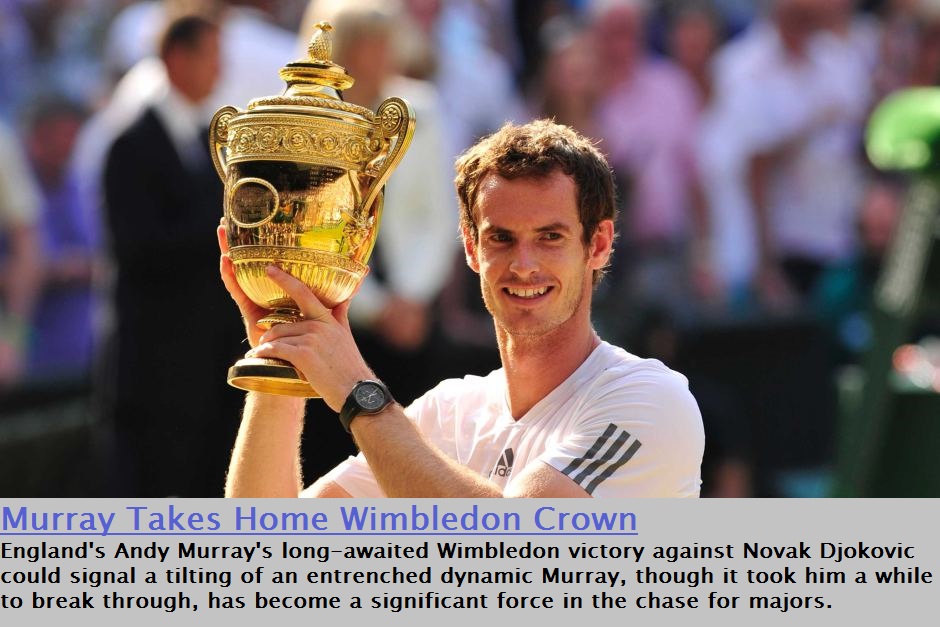 adidas
Murray Takes Home Wimbledon Crown
England's Andy Murray's long-awaited Wimbledon victory against Novak Djokovic
could signal a tilting of an entrenched dynamic Murray, though it took him a while
to break through, has become a significant force in the chase for majors.